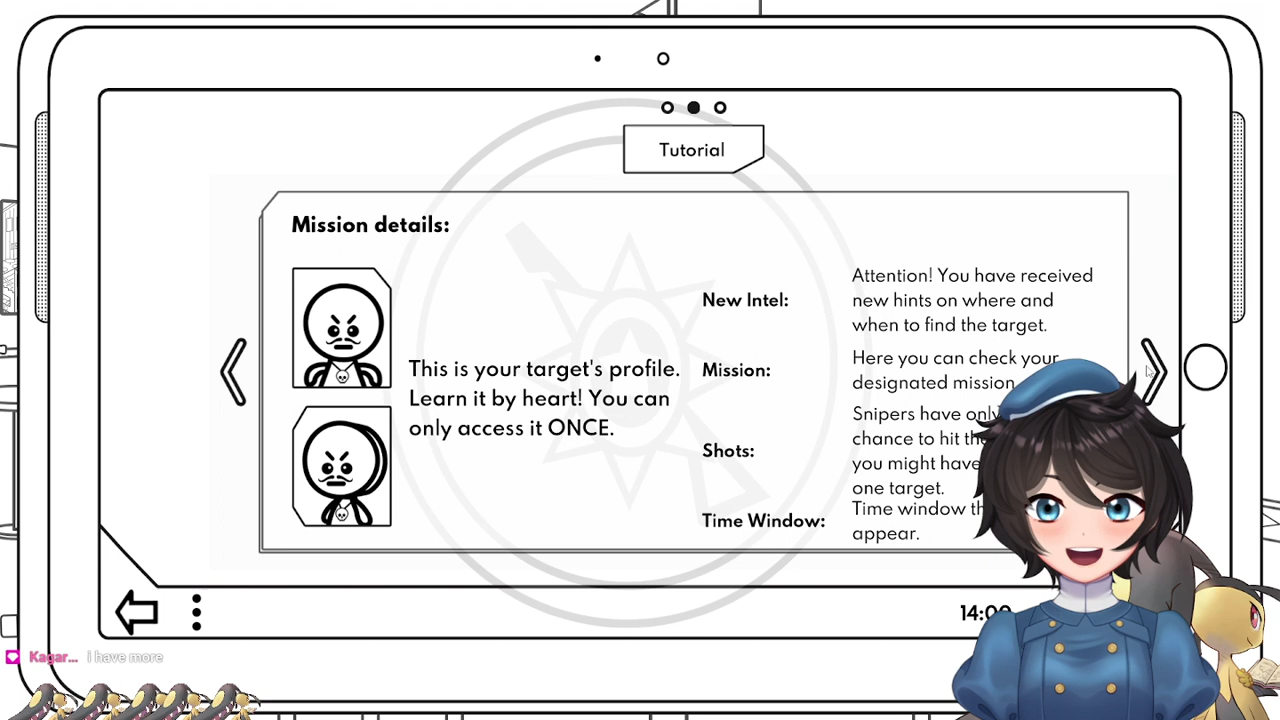 Tutorial
Mission details:
This is your target's profile.
Learn it by heart! You can
only access it ONCE.
New Intel:
Attention! You have received
new hints on where and
when to find the target.
Mission:
Here you can check your
designated mission
Shots:
Snipers have only
chance to hit
you might have
one target.
Time Window:
Time window
appear.
14:00
Kagar... i have more